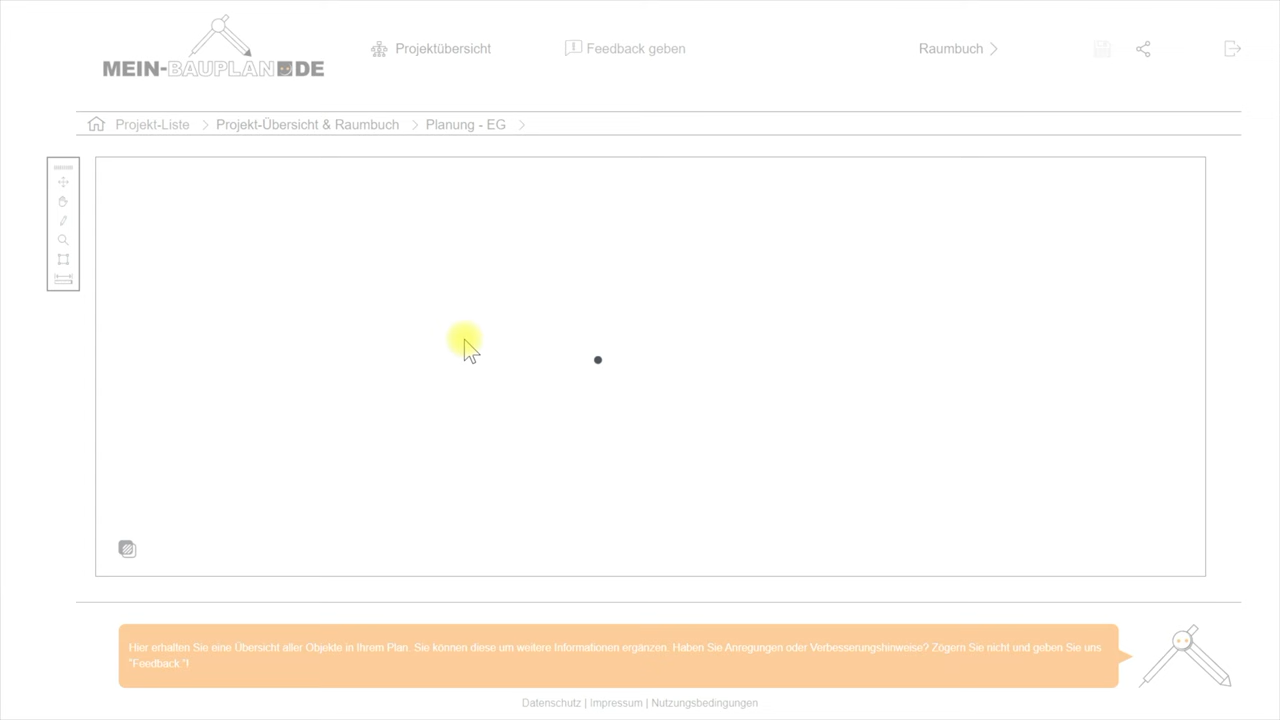 MEIN-BAUPLAN.DE
Projektübersicht
Feedback geben
Raumbuch
Projekt-Liste
Projekt-Übersicht & Raumbuch
Planung - EG
Hier erhalten Sie eine Übersicht aller Objekte in Ihrem Plan. Sie können diese um weitere Informationen ergänzen. Haben Sie Anregungen oder Verbesserungshinweise? Zögern Sie nicht und geben Sie uns
"Feedback "!
Datenschutz | Impressum | Nutzungsbedingungen